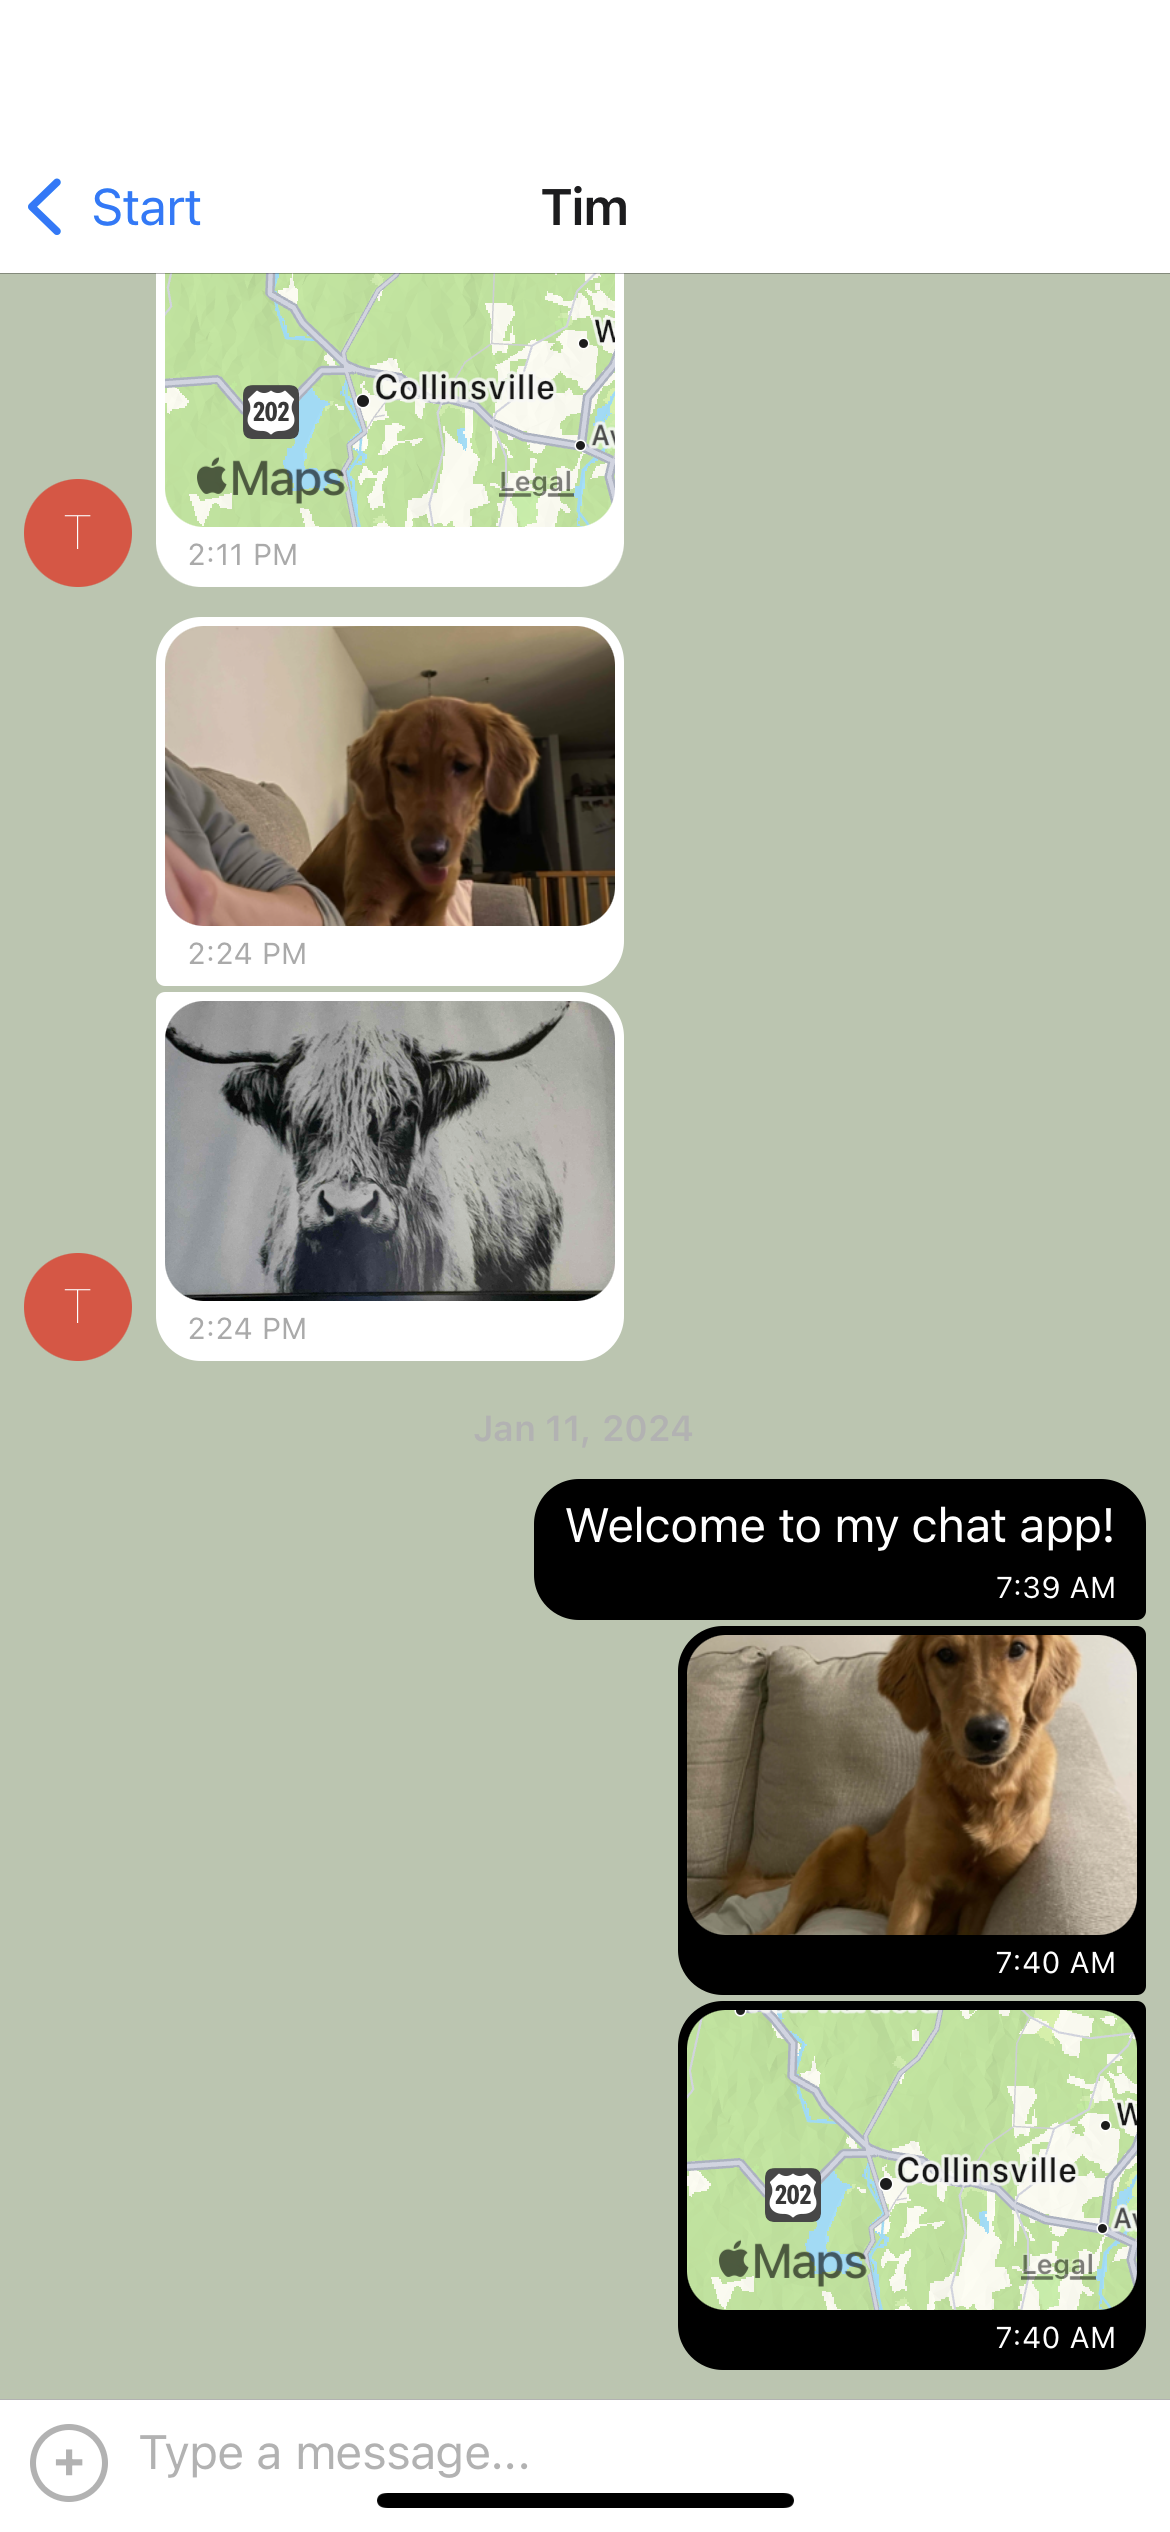 Start
Tim
W
Collinsville
202
Av
Maps
Legal
T
2:11 PM
2:24 PM
T
2:24 PM
Jan 11, 2024
Welcome to my chat app!
7:39 AM
7:40 AM
W
Collinsville
202
Av
Maps
Legal
7:40 AM
+
Type a message...